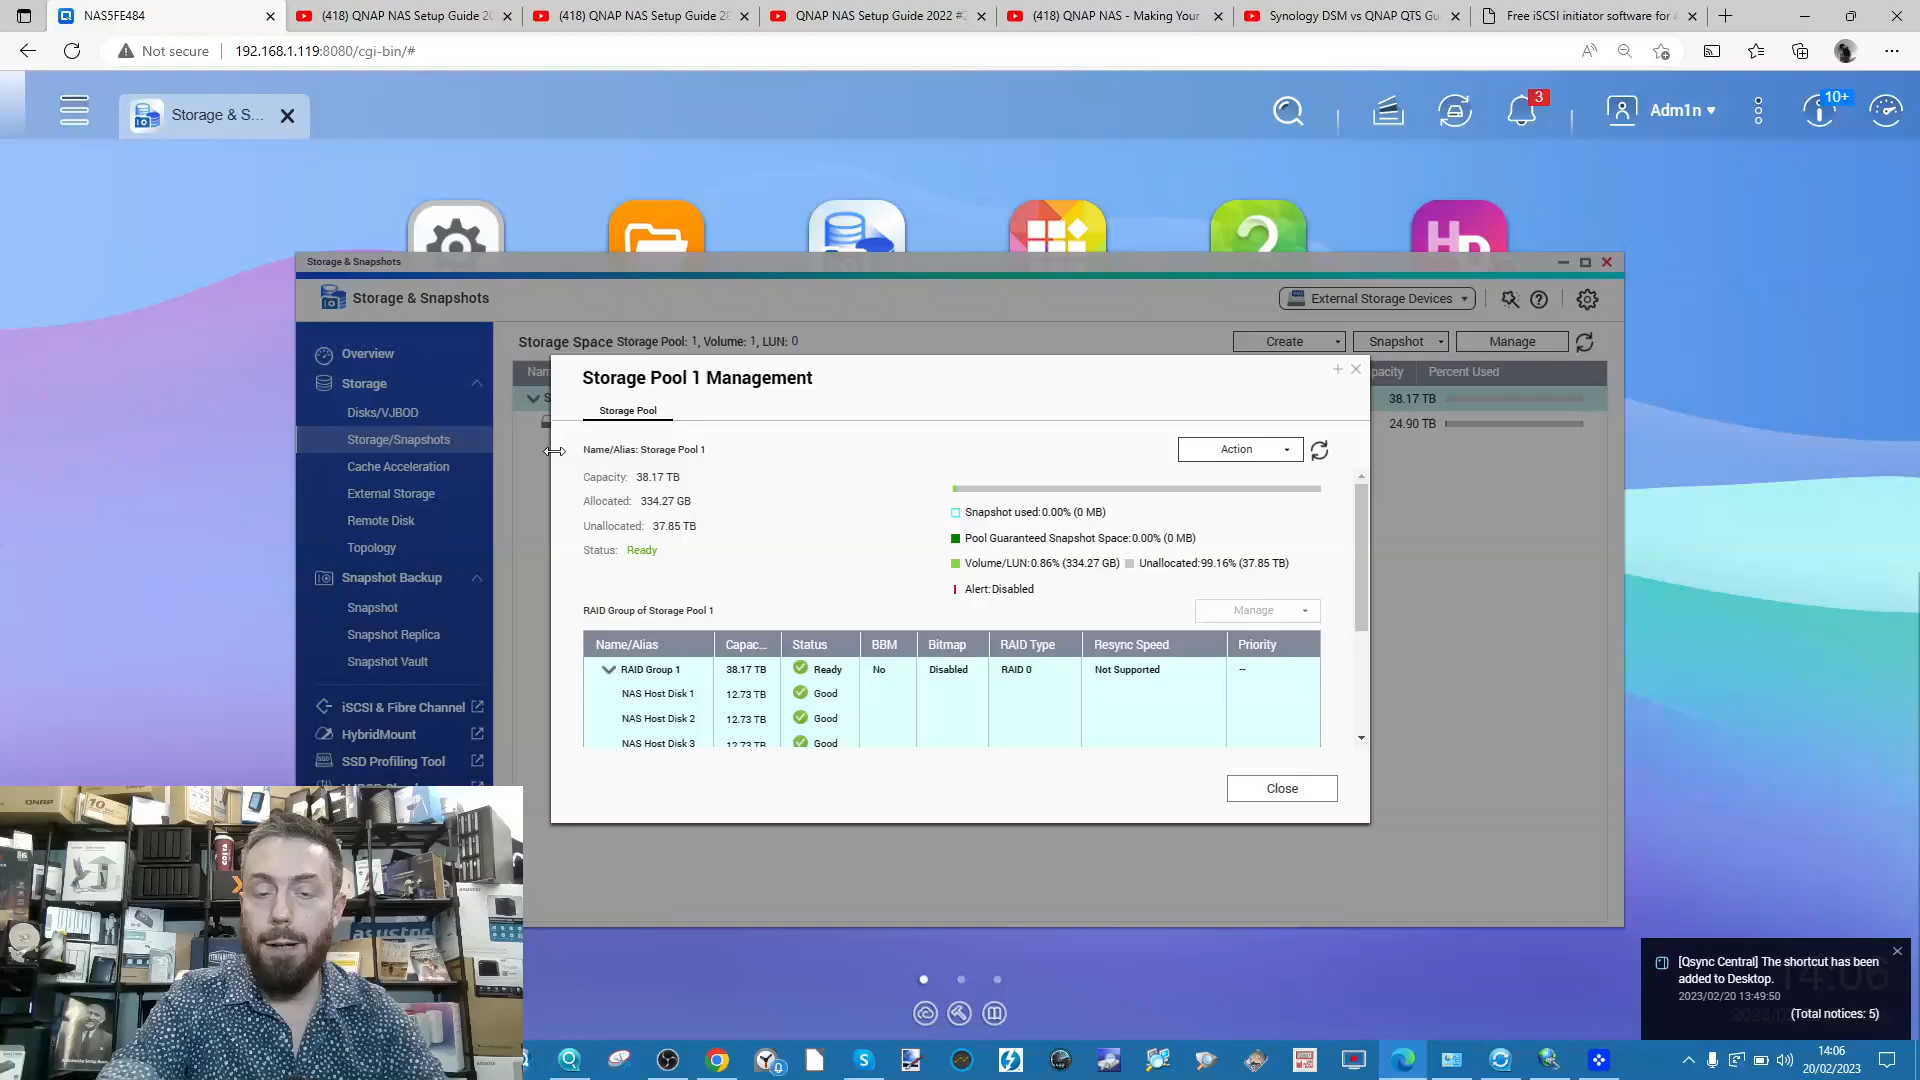 NAS5FE484
(418) QNAP NAS Setup Guide 20
(418) QNAP NAS Setup Guide 20
QNAP NAS Setup Guide 2022 #3
(418) QNAP NAS - Making Your
Synology DSM vs QNAP QTS Gu
Free iSCSI initiator software for
Not secure
192.168.1.119:8080/cgi-bin/#
Storage & S...
3
Adm1n
10+
Storage & Snapshots
Storage & Snapshots
External Storage Devices
Overview
Storage
Disks/VJBOD
Storage/Snapshots
Cache Acceleration
External Storage
Remote Disk
Topology
Snapshot Backup
Snapshot
Snapshot Replica
Snapshot Vault
iSCSI & Fibre Channel
HybridMount
SSD Profiling Tool
Storage Space Storage Pool: 1, Volume: 1, LUN: 0
Create
Snapshot
Manage
Nam
pacity
Percent Used
S
38.17 TB
24.90 TB
Storage Pool 1 Management
Storage Pool
Name/Alias: Storage Pool 1
Action
Capacity: 38.17 TB
Allocated: 334.27 GB
Unallocated: 37.85 TB
Status: Ready
Snapshot used:0.00% (0 MB)
Pool Guaranteed Snapshot Space:0.00% (0 MB)
Volume/LUN:0.86% (334.27 GB) Unallocated:99.16% (37.85 TB)
Alert:Disabled
RAID Group of Storage Pool 1
Manage
Name/Alias Capac... Status BBM Bitmap RAID Type Resync Speed Priority
RAID Group 1 38.17 TB Ready No Disabled RAID 0 Not Supported --
NAS Host Disk 1 12.73 TB Good
NAS Host Disk 2 12.73 TB Good
NAS Host Disk 3 12.73 TB Good
Close
[Qsync Central] The shortcut has been
added to Desktop.
2023/02/20 13:49:50
(Total notices: 5)
14:06
20/02/2023
QNAP
10
COSTA
asustor